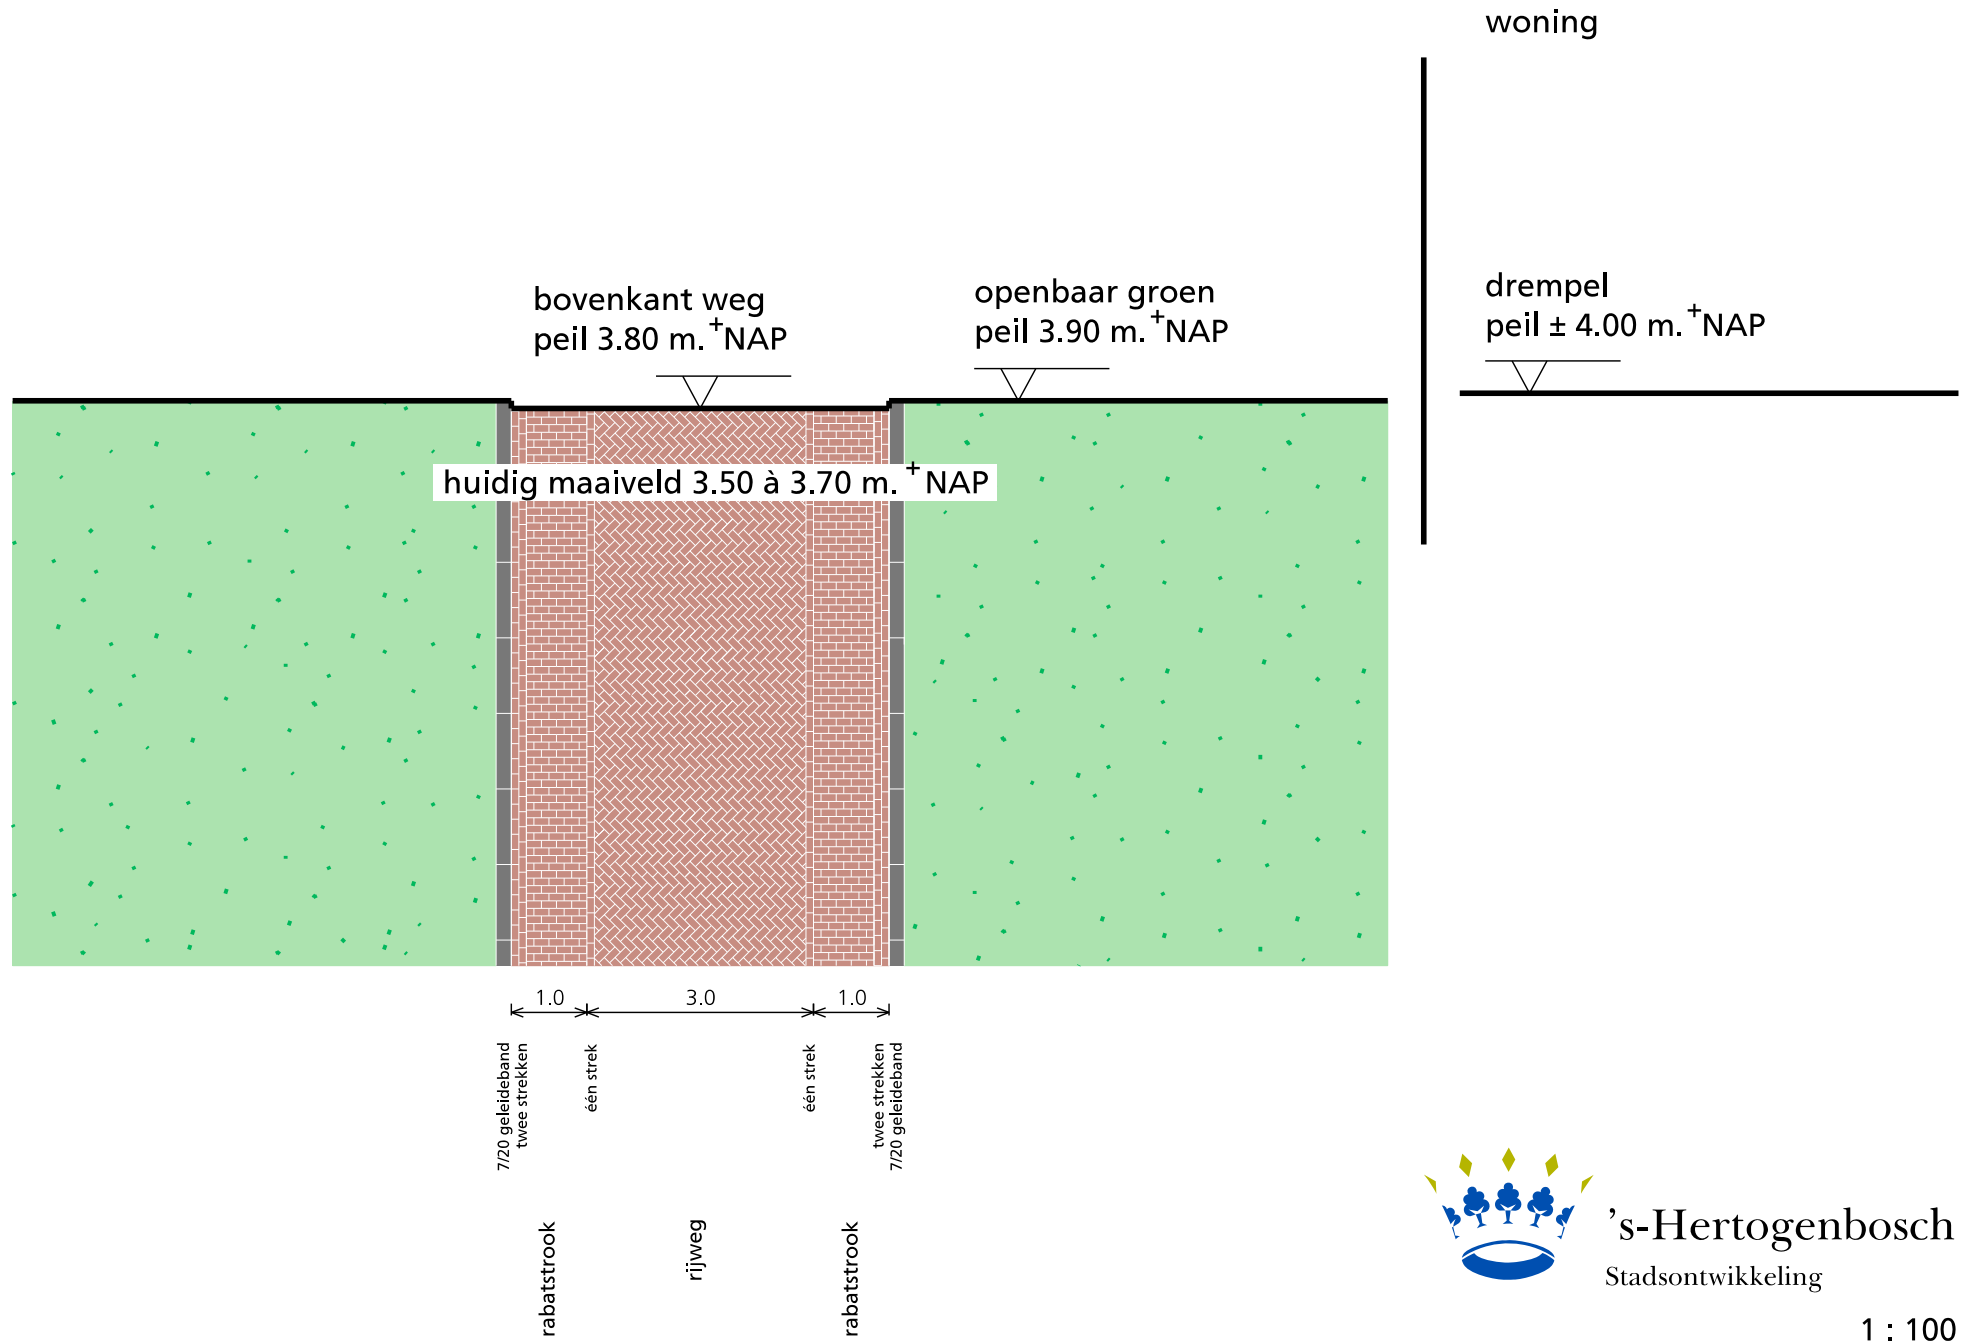 woning
bovenkant weg
peil 3.80 m.⁺NAP
openbaar groen
peil 3.90 m.⁺NAP
drempel
peil ± 4.00 m.⁺NAP
huidig maaiveld 3.50 à 3.70 m.⁺NAP
1.0
3.0
1.0
7/20 geleideband
twee strekken
één strek
één strek
twee strekken
7/20 geleideband
rabatstrook
rijweg
rabatstrook
's-Hertogenbosch
Stadsontwikkeling
1 : 100